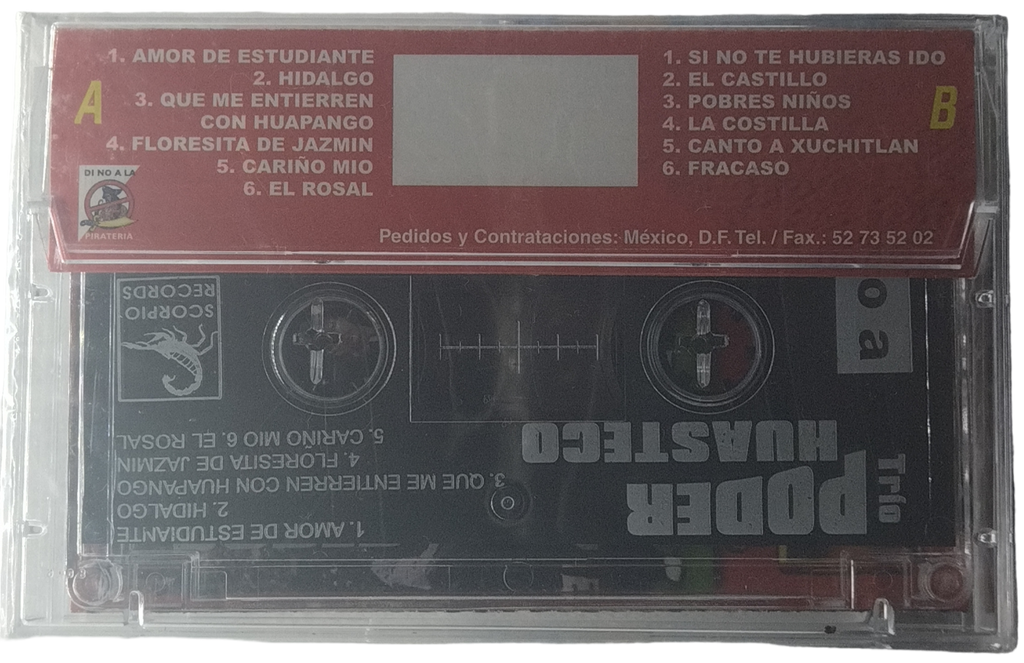 A
1. AMOR DE ESTUDIANTE
2. HIDALGO
3. QUE ME ENTIERREN
CON HUAPANGO
4. FLORESITA DE JAZMIN
5. CARIÑO MIO
6. EL ROSAL
B
1. SI NO TE HUBIERAS IDO
2. EL CASTILLO
3. POBRES NIÑOS
4. LA COSTILLA
5. CANTO A XUCHITLAN
6. FRACASO
DI NO A LA
PIRATERIA
Pedidos y Contrataciones: México, D.F. Tel. / Fax.: 52 73 52 02
Trío
PODER
HUASTECO
1. AMOR DE ESTUDIANTE
2. HIDALGO
3. QUE ME ENTIERREN CON HUAPANGO
4. FLORESITA DE JAZMIN
5. CARIÑO MIO 6. EL ROSAL
a
SCORPIO
RECORDS